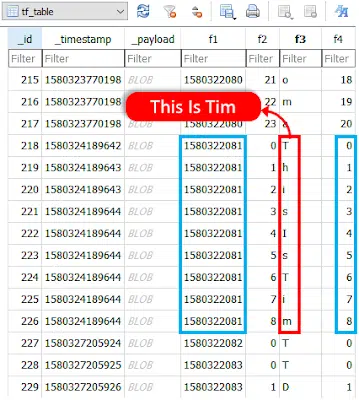 tf_table
_id _timestamp _payload f1 f2 f3 f4
Filter Filter Filter Filter Filter Filter Filter
215 1580323770198 BLOB 1580322080 21 o 18
216 1580323770198 22 m 19
This Is Tim
217 1580323770198 BLOB 1580322080 23 20
218 1580324189642 BLOB 1580322081 0 T 0
219 1580324189643 BLOB 1580322081 1 h 1
220 1580324189643 BLOB 1580322081 2 i 2
221 1580324189644 BLOB 1580322081 3 s 3
222 1580324189644 BLOB 1580322081 4 I 4
223 1580324189644 BLOB 1580322081 5 s 5
224 1580324189644 BLOB 1580322081 6 T 6
225 1580324189644 BLOB 1580322081 7 i 7
226 1580324189644 BLOB 1580322081 8 m 8
227 1580327205924 BLOB 1580322082 0 T 0
228 1580327205925 BLOB 1580322083 0 T 0
229 1580327205926 BLOB 1580322083 1 D 1